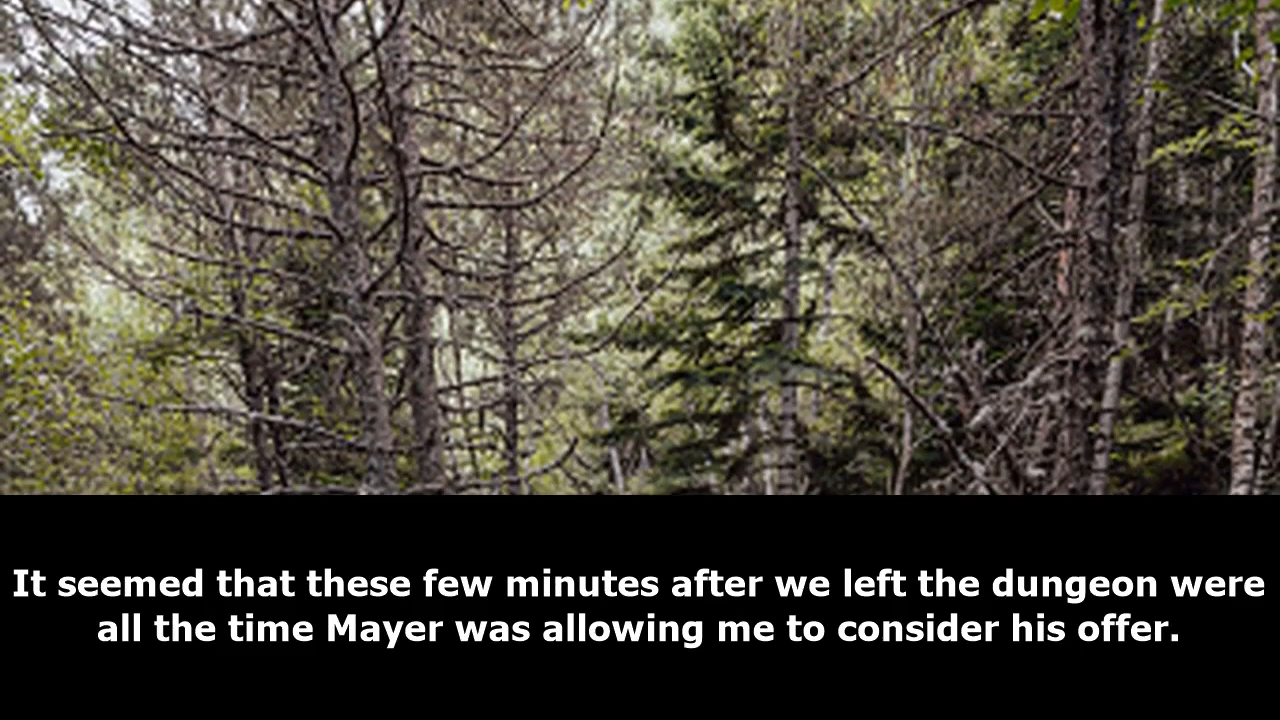 It seemed that these few minutes after we left the dungeon were
all the time Mayer was allowing me to consider his offer.